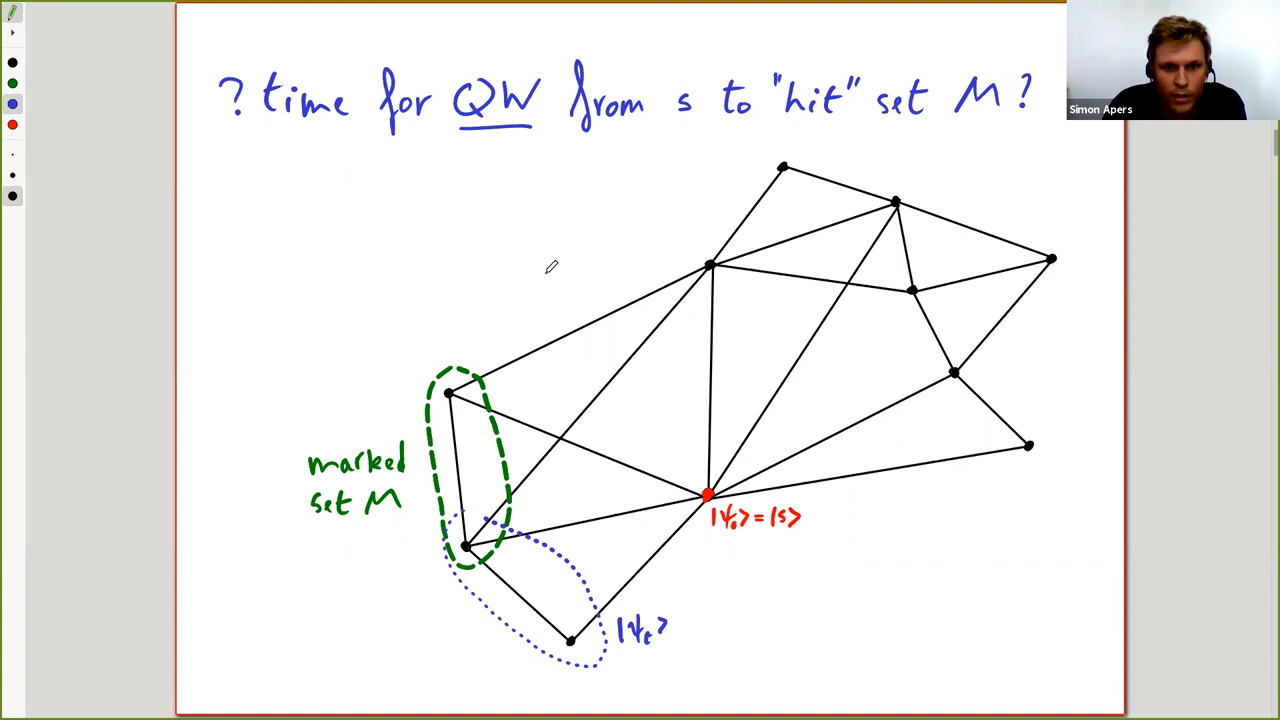 ? time for QW from s to "hit" set M?
Simon Apers
marked
set M
|ψ₀⟩ = |s⟩
|ψₜ⟩